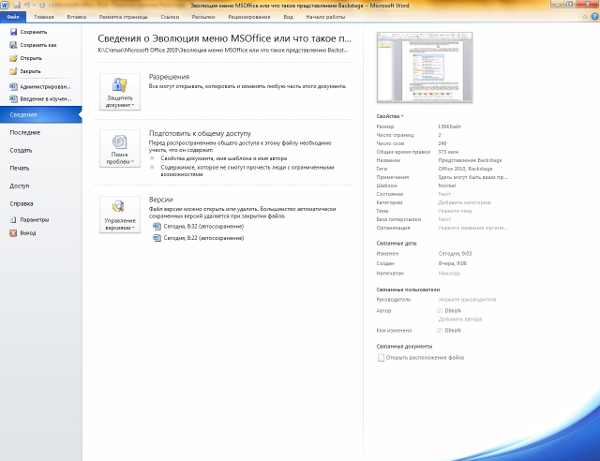 Эволюция меню MSOffice или что такое представлению Backstage - Microsoft Word
Файл Главная Вставка Разметка страницы Ссылки Рассылки Рецензирование Вид Начало работы
Сохранить
Сохранить как
Открыть
Закрыть
Администрирован...
Введение в изучен...
Сведения
Последние
Создать
Печать
Доступ
Справка
Параметры
Выход
Сведения о Эволюция меню MSOffice или что такое п...
K:\Статьи\Microsoft Office 2010\Эволюция меню MSOffice или что такое представлению Backst...
Защитить документ
Разрешения
Все могут открывать, копировать и изменять любую часть этого документа.
Поиск проблем
Подготовить к общему доступу
Перед распространением общего доступа к этому файлу необходимо
учесть, что он содержит:
Свойства документа, имя шаблона и имя автора
Содержимое, которое не смогут прочесть люди с ограниченными
возможностями
Управление версиями
Версии
Файл версии можно открыть или удалить. Большинство автоматически
сохраненных версий удаляется при закрытии файла.
Сегодня, 8:32 (автосохранение)
Сегодня, 8:22 (автосохранение)
Свойства
Размер 159Кбайт
Число страниц 2
Число слов 249
Общее время правки 573 мин
Название Представление Backstage
Теги Office 2010, Backstage
Примечания Здесь могут быть ваши пр...
Шаблон Normal
Состояние Текст
Категории Добавить категорию
Тема Укажите тему
База гиперссылки Текст
Организация Укажите название органи...
Связанные даты
Изменен Сегодня, 9:03
Создан Вчера, 9:06
Напечатан Никогда
Связанные пользователи
Руководитель Укажите руководителя
Автор DImaN
Добавить автора
Кем изменено DImaN
Связанные документы
Открыть расположение файла